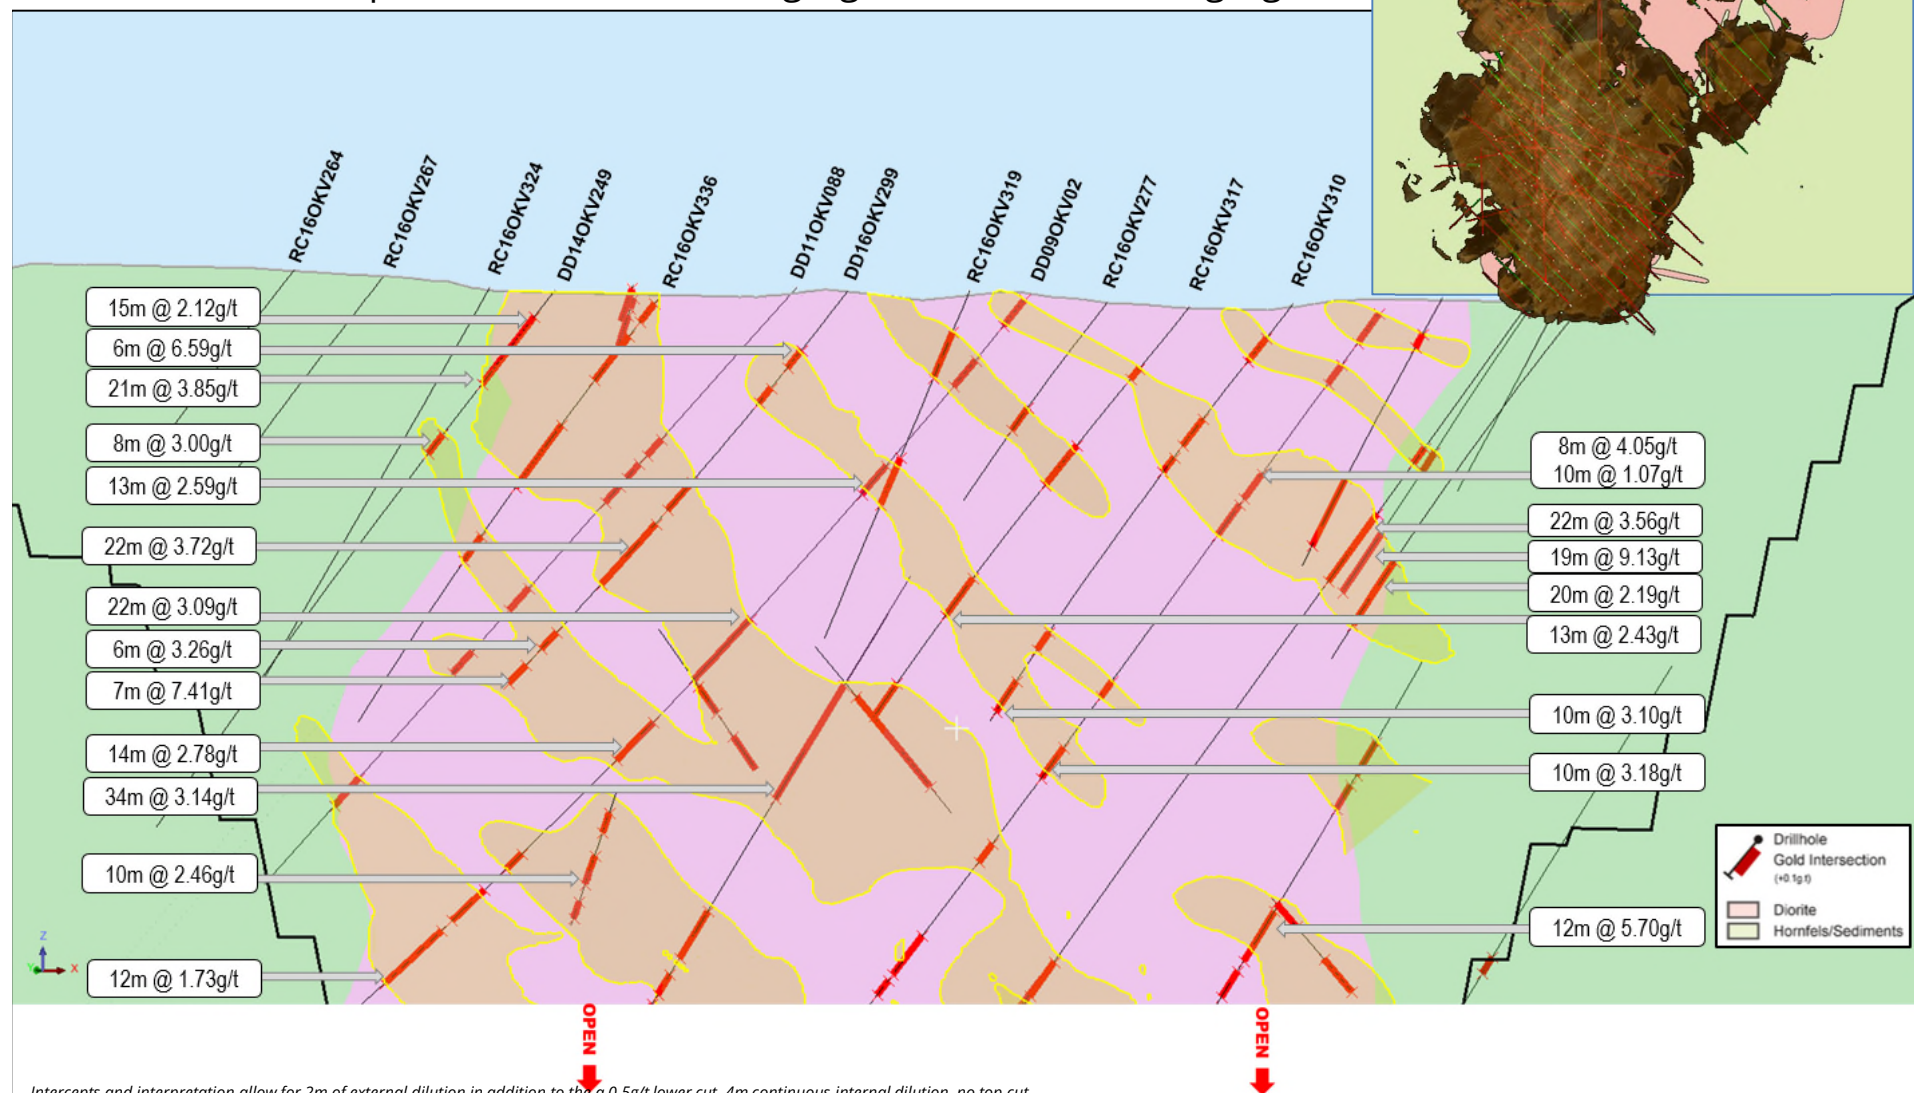 RC16OKV264
RC16OKV267
RC16OKV324
DD14OKV249
RC16OKV336
DD11OKV088
DD16OKV299
RC16OKV319
DD09OKV02
RC16OKV277
RC16OKV317
RC16OKV310
15m @ 2.12g/t
6m @ 6.59g/t
21m @ 3.85g/t
8m @ 3.00g/t
13m @ 2.59g/t
22m @ 3.72g/t
22m @ 3.09g/t
6m @ 3.26g/t
7m @ 7.41g/t
14m @ 2.78g/t
34m @ 3.14g/t
10m @ 2.46g/t
12m @ 1.73g/t
8m @ 4.05g/t
10m @ 1.07g/t
22m @ 3.56g/t
19m @ 9.13g/t
20m @ 2.19g/t
13m @ 2.43g/t
10m @ 3.10g/t
10m @ 3.18g/t
12m @ 5.70g/t
Drillhole
Gold Intersection
(+0.1g.t)
Diorite
Hornfels/Sediments
Z
Y
X
OPEN
OPEN
Intercepts and interpretation allow for 2m of external dilution in addition to the a 0.5g/t lower cut, 4m continuous internal dilution, no top cut